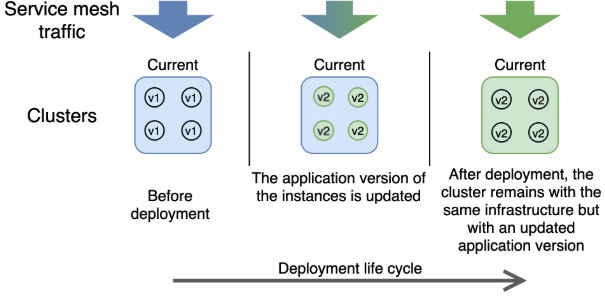 Service mesh
traffic
Current
Current
Current
Clusters
v1 v1
v1 v1
v2 v2
v2 v2
v2 v2
v2 v2
Before
deployment
The application version of
the instances is updated
After deployment, the
cluster remains with the
same infrastructure but
with an updated
application version
Deployment life cycle